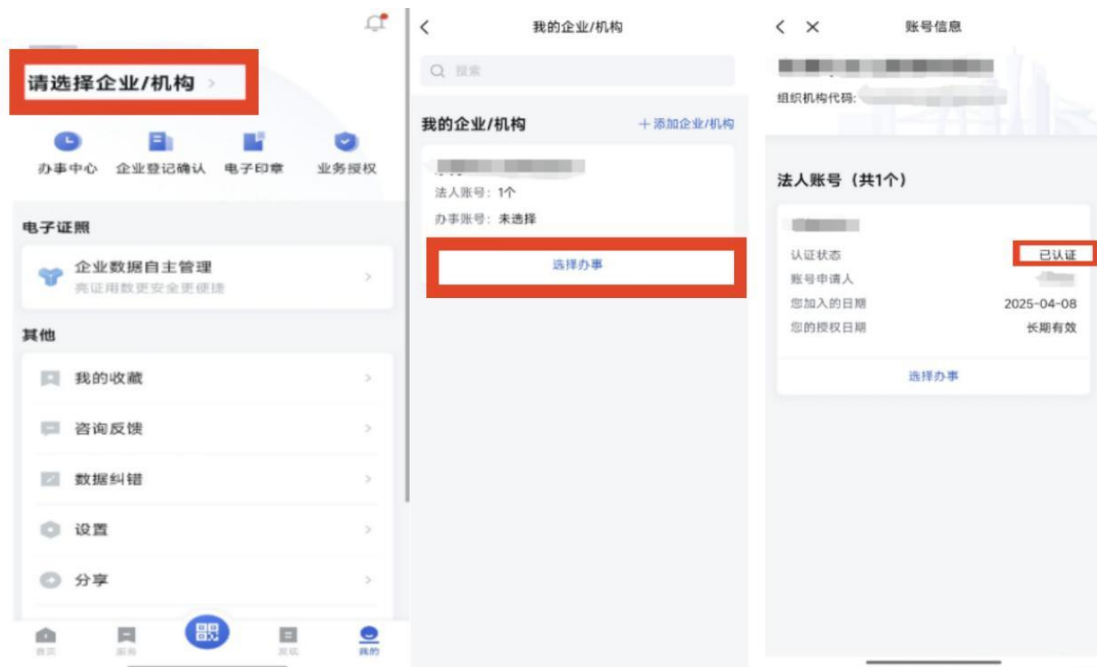 请选择企业/机构 >
办事中心 企业登记确认 电子印章 业务授权
电子证照
企业数据自主管理
亮证用数更安全更便捷
其他
我的收藏
咨询反馈
数据纠错
设置
分享
首页 服务 我的
我的企业/机构
搜索
我的企业/机构 +添加企业/机构
法人账号：1个
办事账号：未选择
选择办事
账号信息
组织机构代码:
法人账号（共1个）
认证状态 已认证
账号申请人
您加入的日期 2025-04-08
您的授权日期 长期有效
选择办事